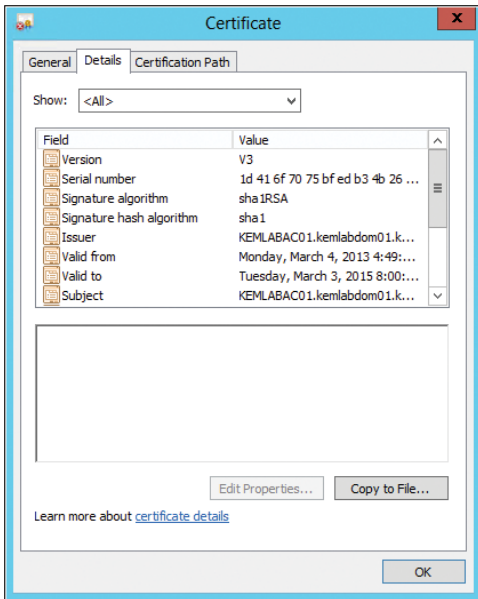 Certificate
x
General Details Certification Path
Show: <All>
Field Value
Version V3
Serial number 1d 41 6f 70 75 bf ed b3 4b 26 ...
Signature algorithm sha1RSA
Signature hash algorithm sha1
Issuer KEMLABAC01.kemlabdom01.k...
Valid from Monday, March 4, 2013 4:49:...
Valid to Tuesday, March 3, 2015 8:00:...
Subject KEMLABAC01.kemlabdom01.k...
Edit Properties... Copy to File...
Learn more about certificate details
OK